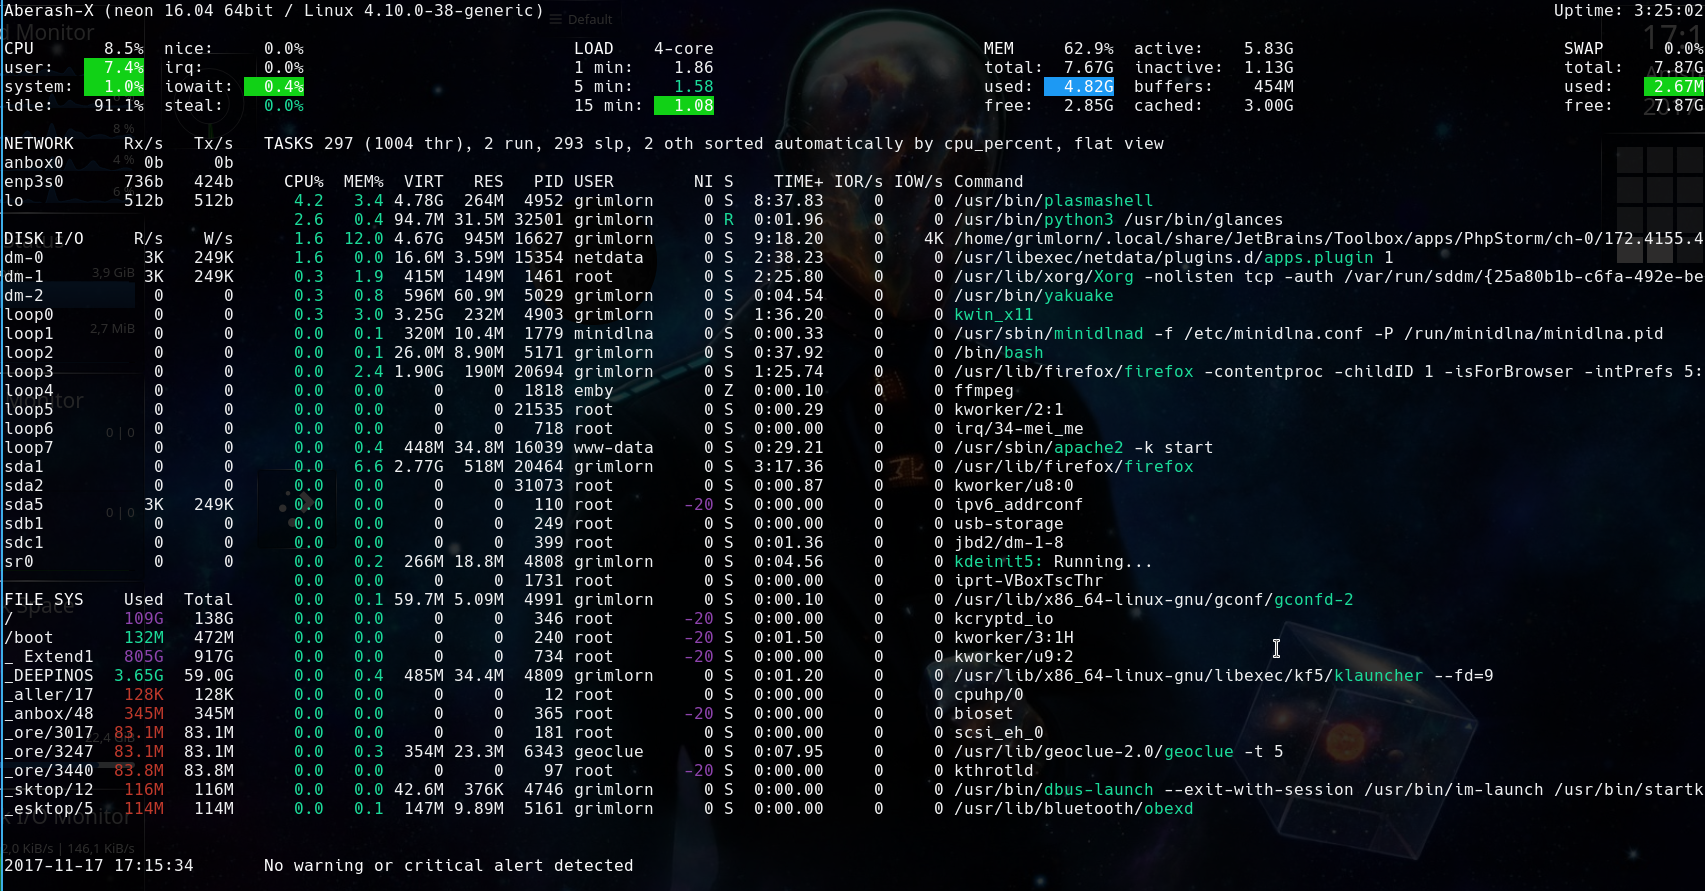 Aberash-X (neon 16.04 64bit / Linux 4.10.0-38-generic) Uptime: 3:25:02
Default
CPU 8.5% nice: 0.0% LOAD 4-core MEM 62.9% active: 5.83G SWAP 0.0%
user: 7.4% irq: 0.0% 1 min: 1.86 total: 7.67G inactive: 1.13G total: 7.87G
system: 1.0% iowait: 0.4% 5 min: 1.58 used: 4.82G buffers: 454M used: 2.67M
idle: 91.1% steal: 0.0% 15 min: 1.08 free: 2.85G cached: 3.00G free: 7.87G
NETWORK Rx/s Tx/s TASKS 297 (1004 thr), 2 run, 293 slp, 2 oth sorted automatically by cpu_percent, flat view
anbox0 0b 0b
enp3s0 736b 424b CPU% MEM% VIRT RES PID USER NI S TIME+ IOR/s IOW/s Command
lo 512b 512b 4.2 3.4 4.78G 264M 4952 grimlorn 0 S 8:37.83 0 0 /usr/bin/plasmashell
2.6 0.4 94.7M 31.5M 32501 grimlorn 0 R 0:01.96 0 0 /usr/bin/python3 /usr/bin/glances
DISK I/O R/s W/s 1.6 12.0 4.67G 945M 16627 grimlorn 0 S 9:18.20 0 4K /home/grimlorn/.local/share/JetBrains/Toolbox/apps/PhpStorm/ch-0/172.4155.4
dm-0 3K 249K 1.6 0.0 16.6M 3.59M 15354 netdata 0 S 2:38.23 0 0 /usr/libexec/netdata/plugins.d/apps.plugin 1
dm-1 3K 249K 0.3 1.9 415M 149M 1461 root 0 S 2:25.80 0 0 /usr/lib/xorg/Xorg -nolisten tcp -auth /var/run/sddm/{25a80b1b-c6fa-492e-be
dm-2 0 0 0.3 0.8 596M 60.9M 5029 grimlorn 0 S 0:04.54 0 0 /usr/bin/yakuake
loop0 0 0 0.3 3.0 3.25G 232M 4903 grimlorn 0 S 1:36.20 0 0 kwin_x11
loop1 0 0 0.0 0.1 320M 10.4M 1779 minidlna 0 S 0:00.33 0 0 /usr/sbin/minidlnad -f /etc/minidlna.conf -P /run/minidlna/minidlna.pid
loop2 0 0 0.0 0.1 26.0M 8.90M 5171 grimlorn 0 S 0:37.92 0 0 /bin/bash
loop3 0 0 0.0 2.4 1.90G 190M 20694 grimlorn 0 S 1:25.74 0 0 /usr/lib/firefox/firefox -contentproc -childID 1 -isForBrowser -intPrefs 5:
loop4 0 0 0.0 0.0 0 0 1818 emby 0 Z 0:00.10 0 0 ffmpeg
loop5 0 0 0.0 0.0 0 0 21535 root 0 S 0:00.29 0 0 kworker/2:1
loop6 0 0 0.0 0.0 0 0 718 root 0 S 0:00.00 0 0 irq/34-mei_me
loop7 0 0 0.0 0.4 448M 34.8M 16039 www-data 0 S 0:29.21 0 0 /usr/sbin/apache2 -k start
sda1 0 0 0.0 6.6 2.77G 518M 20464 grimlorn 0 S 3:17.36 0 0 /usr/lib/firefox/firefox
sda2 0 0 0.0 0.0 0 0 31073 root 0 S 0:00.87 0 0 kworker/u8:0
sda5 3K 249K 0.0 0.0 0 0 110 root -20 S 0:00.00 0 0 ipv6_addrconf
sdb1 0 0 0.0 0.0 0 0 249 root 0 S 0:00.00 0 0 usb-storage
sdc1 0 0 0.0 0.0 0 0 399 root 0 S 0:01.36 0 0 jbd2/dm-1-8
sr0 0 0 0.0 0.2 266M 18.8M 4808 grimlorn 0 S 0:04.56 0 0 kdeinit5: Running...
0.0 0.0 0 0 1731 root 0 S 0:00.00 0 0 iprt-VBoxTscThr
FILE SYS Used Total 0.0 0.1 59.7M 5.09M 4991 grimlorn 0 S 0:00.10 0 0 /usr/lib/x86_64-linux-gnu/gconf/gconfd-2
/ 109G 138G 0.0 0.0 0 0 346 root -20 S 0:00.00 0 0 kcryptd_io
/boot 132M 472M 0.0 0.0 0 0 240 root -20 S 0:01.50 0 0 kworker/3:1H
_ Extend1 805G 917G 0.0 0.0 0 0 734 root -20 S 0:00.00 0 0 kworker/u9:2
_DEEPINOS 3.65G 59.0G 0.0 0.4 485M 34.4M 4809 grimlorn 0 S 0:01.20 0 0 /usr/lib/x86_64-linux-gnu/libexec/kf5/klauncher --fd=9
_aller/17 128K 128K 0.0 0.0 0 0 12 root 0 S 0:00.00 0 0 cpuhp/0
_anbox/48 345M 345M 0.0 0.0 0 0 365 root -20 S 0:00.00 0 0 bioset
_ore/3017 83.1M 83.1M 0.0 0.0 0 0 181 root 0 S 0:00.00 0 0 scsi_eh_0
_ore/3247 83.1M 83.1M 0.0 0.3 354M 23.3M 6343 geoclue 0 S 0:07.95 0 0 /usr/lib/geoclue-2.0/geoclue -t 5
_ore/3440 83.8M 83.8M 0.0 0.0 0 0 97 root -20 S 0:00.00 0 0 kthrotld
_sktop/12 116M 116M 0.0 0.0 42.6M 376K 4746 grimlorn 0 S 0:00.00 0 0 /usr/bin/dbus-launch --exit-with-session /usr/bin/im-launch /usr/bin/startk
_esktop/5 114M 114M 0.0 0.1 147M 9.89M 5161 grimlorn 0 S 0:00.00 0 0 /usr/lib/bluetooth/obexd
2017-11-17 17:15:34 No warning or critical alert detected